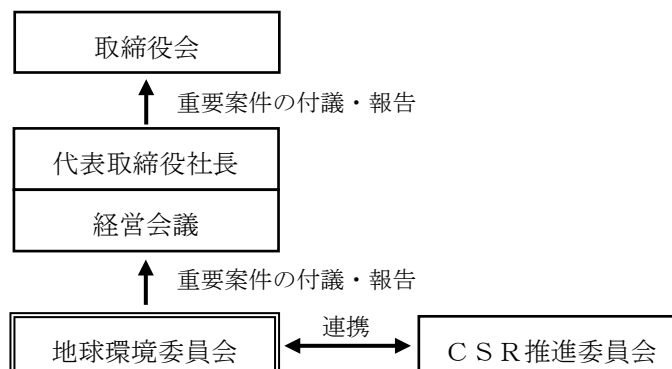 取締役会
重要案件の付議・報告
代表取締役社長
経営会議
重要案件の付議・報告
連携
地球環境委員会
ＣＳＲ推進委員会